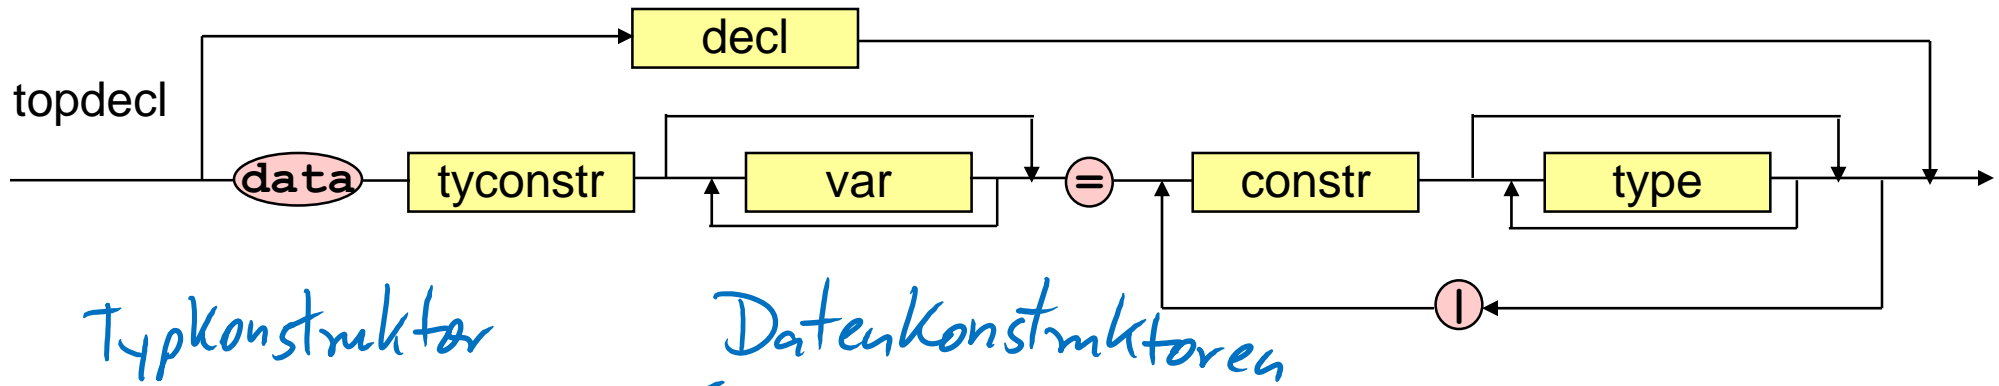 decl
topdecl
data tyconstr var = constr type
|
Typkonstruktor Datenkonstruktoren